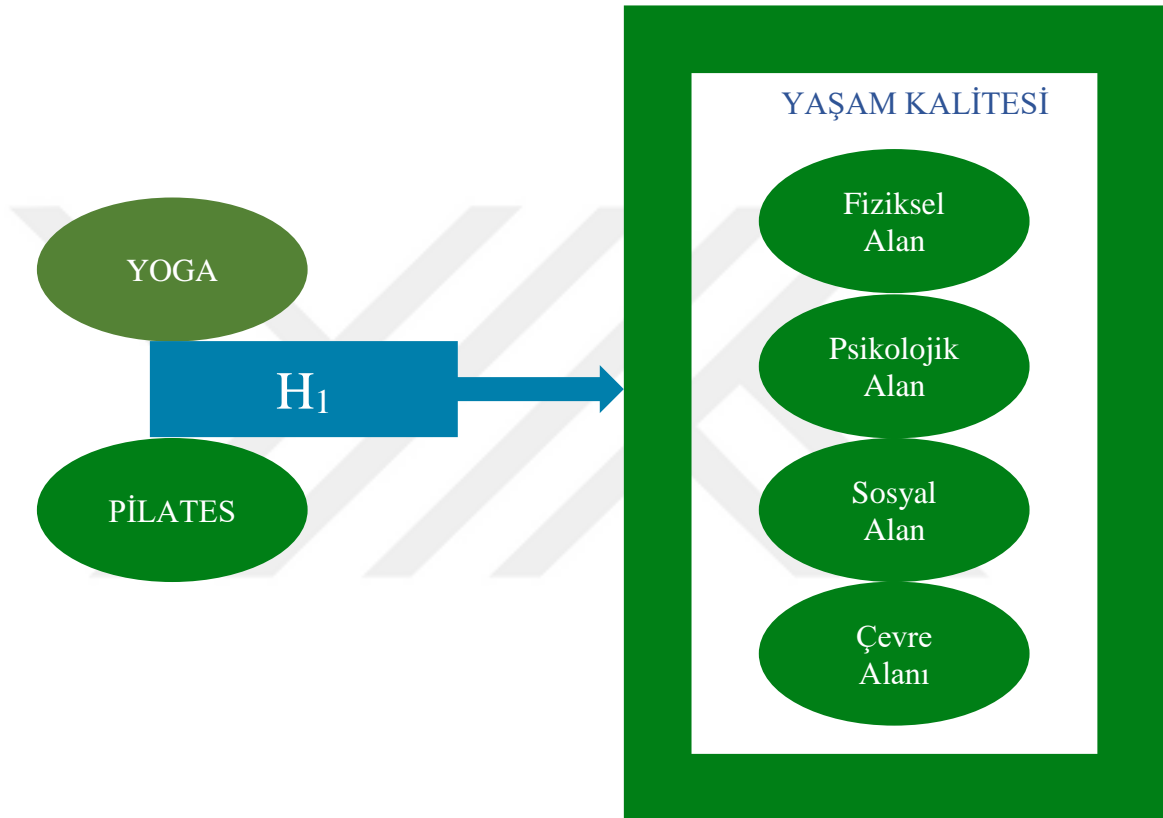 YAŞAM KALİTESİ
Fiziksel
Alan
YOGA
Psikolojik
Alan
H₁
Sosyal
Alan
PİLATES
Çevre
Alanı